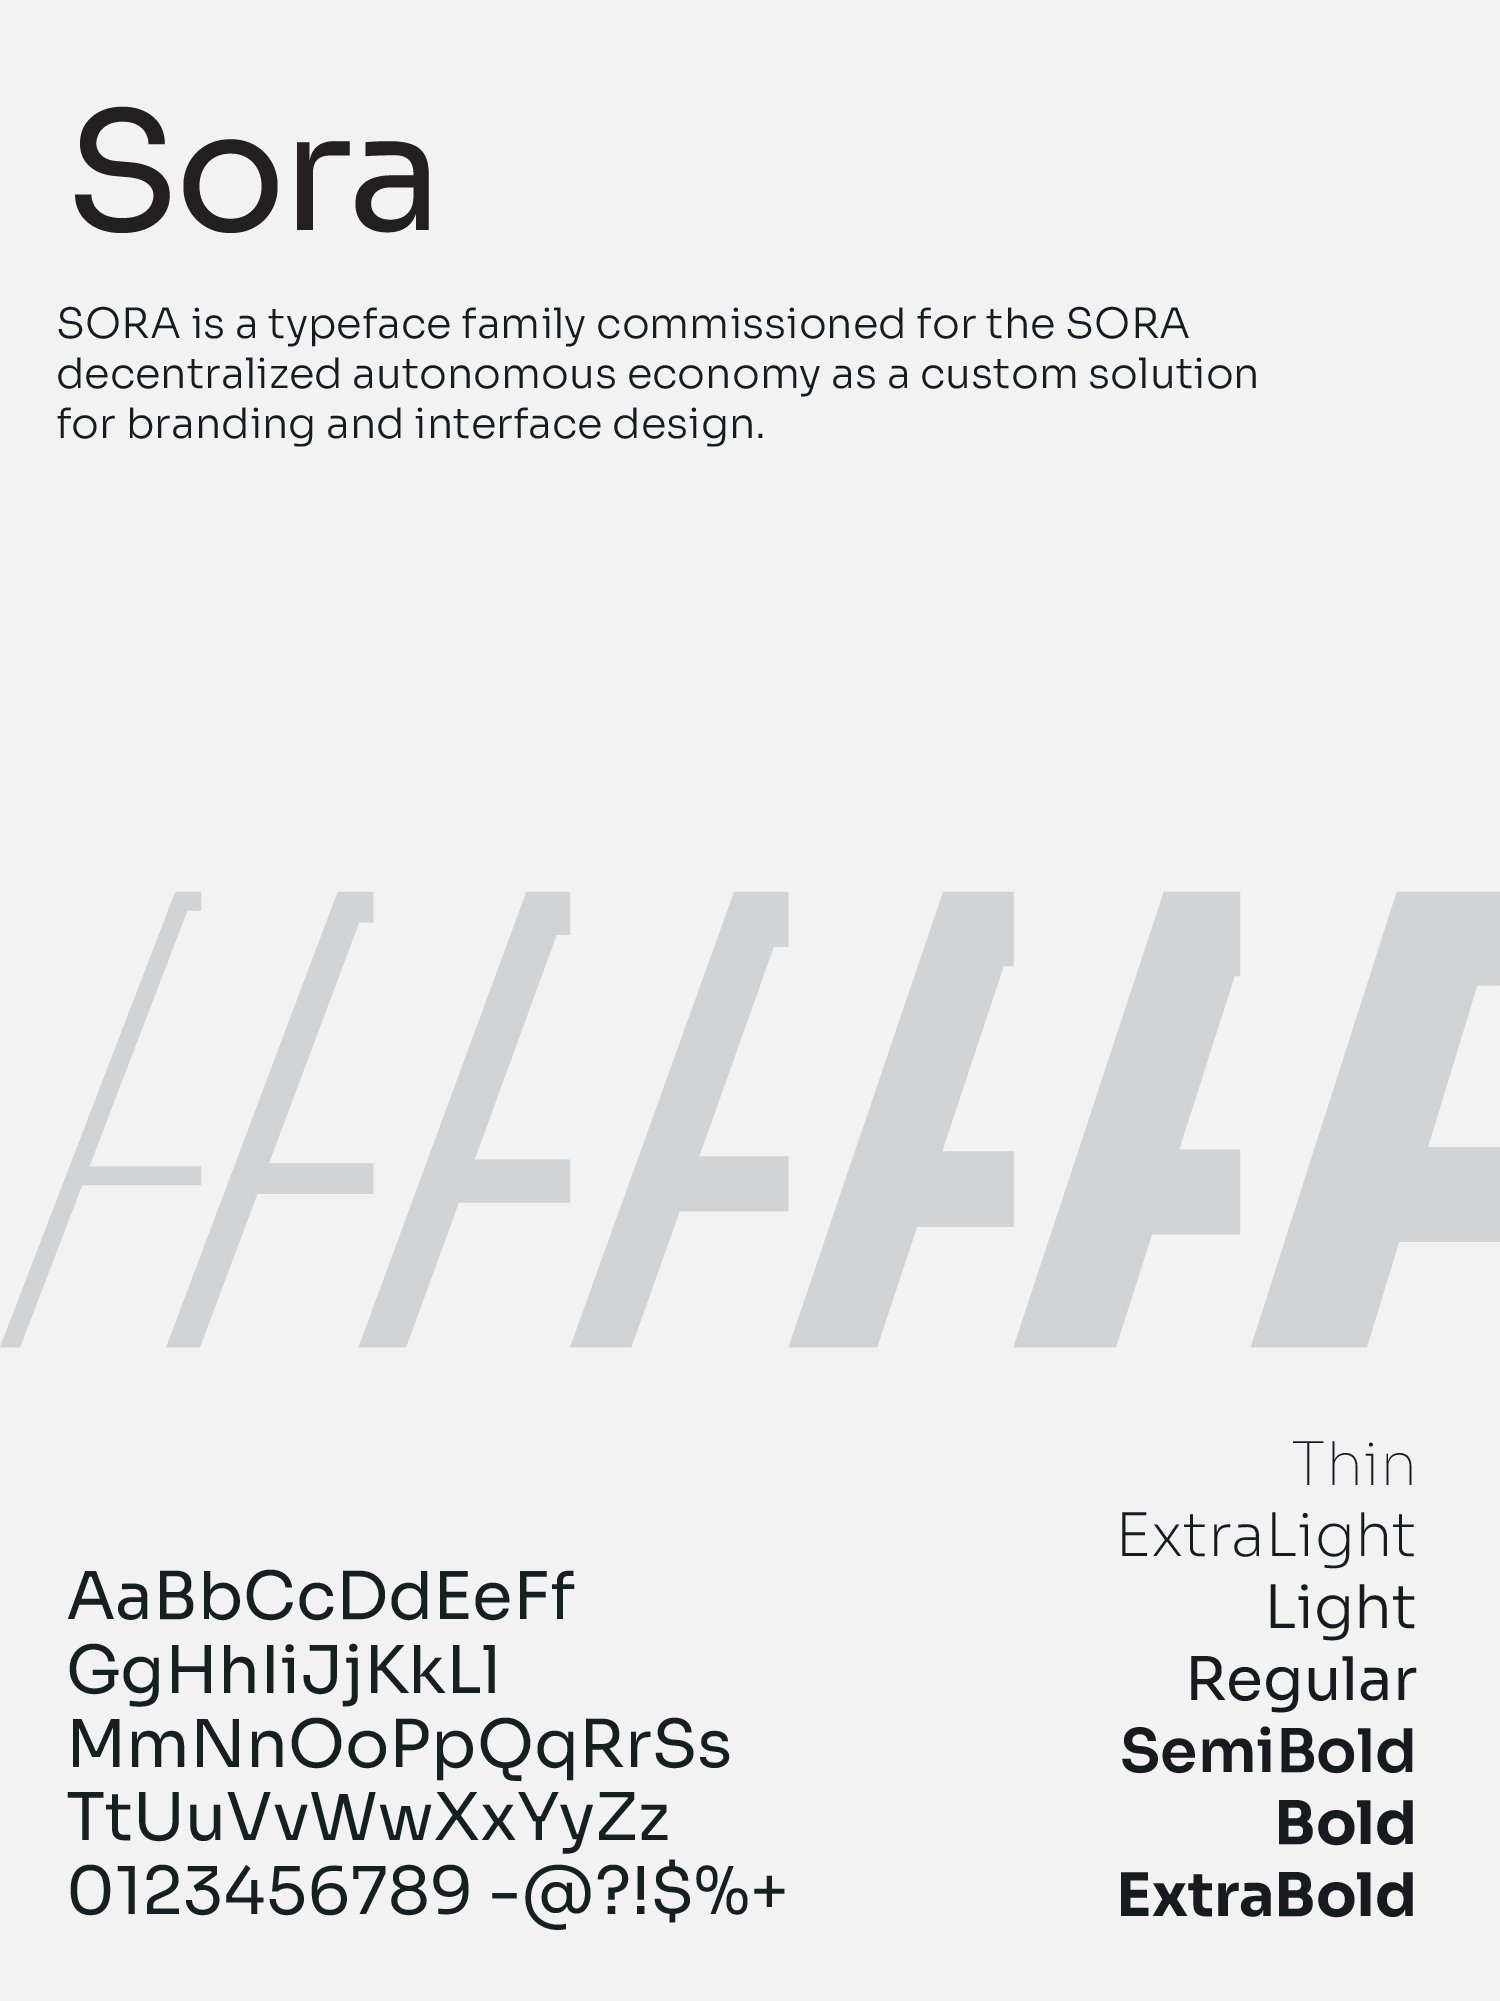 Sora
SORA is a typeface family commissioned for the SORA
decentralized autonomous economy as a custom solution
for branding and interface design.
AaBbCcDdEeFf
GgHhIiJjKkLl
MmNnOoPpQqRrSs
TtUuVvWwXxYyZz
0123456789 -@?!$%+
Thin
ExtraLight
Light
Regular
SemiBold
Bold
ExtraBold